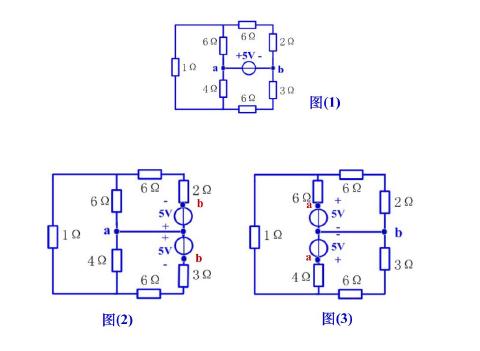 6Ω
6Ω 2Ω
+5V -
1Ω a b
4Ω 3Ω
6Ω
图(1)
6Ω 2Ω
- b
6Ω 5V
a +
1Ω +
5V
4Ω - b
3Ω
6Ω
图(2)
6Ω
6Ω + 2Ω
a
5V
- b
1Ω -
5V
a +
4Ω 3Ω
6Ω
图(3)